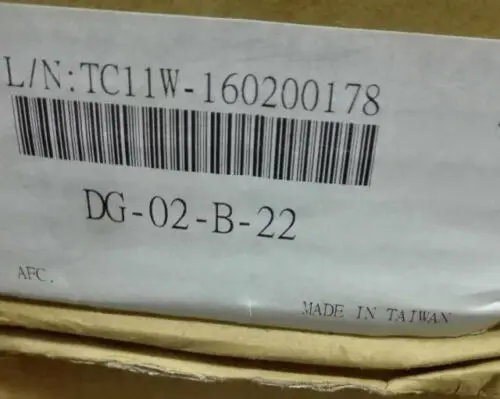 L/N:TC11W-160200178
DG-02-B-22
AFC.
MADE IN TAIWAN